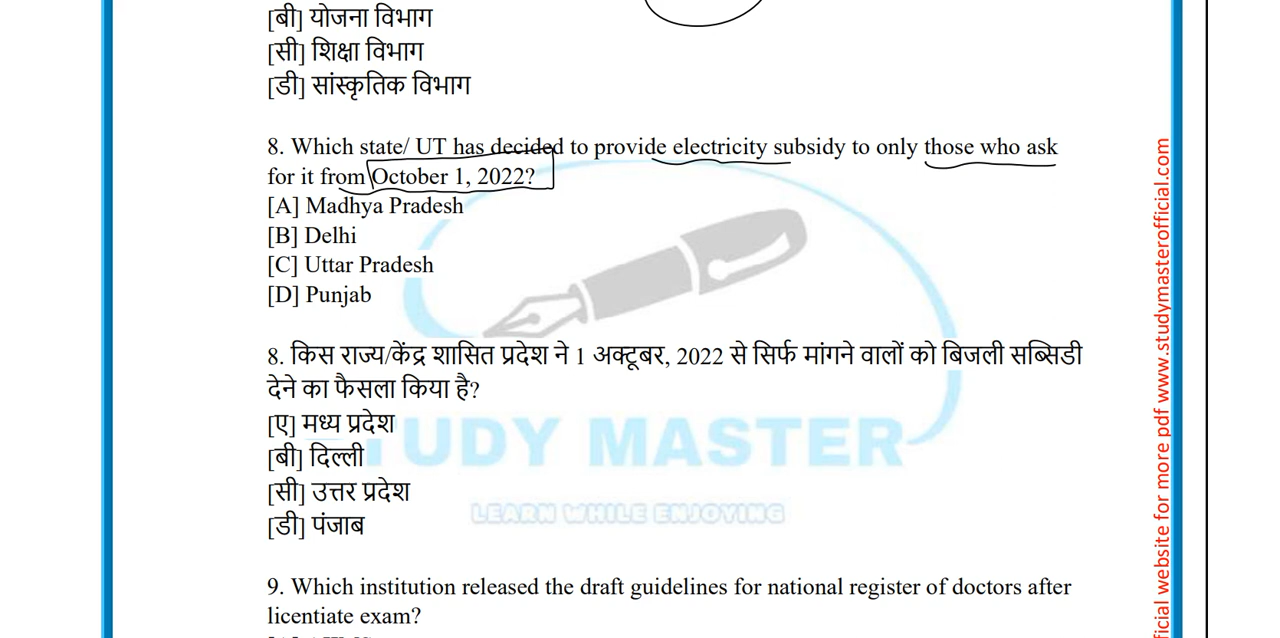 [बी] योजना विभाग
[सी] शिक्षा विभाग
[डी] सांस्कृतिक विभाग
8. Which state/ UT has decided to provide electricity subsidy to only those who ask
for it from October 1, 2022?
[A] Madhya Pradesh
[B] Delhi
[C] Uttar Pradesh
[D] Punjab
8. किस राज्य/केंद्र शासित प्रदेश ने 1 अक्टूबर, 2022 से सिर्फ मांगने वालों को बिजली सब्सिडी
देने का फैसला किया है?
[ए] मध्य प्रदेश
[बी] दिल्ली
[सी] उत्तर प्रदेश
[डी] पंजाब
STUDY MASTER
LEARN WHILE ENJOYING
9. Which institution released the draft guidelines for national register of doctors after
licentiate exam?
website for more pdf www.studymasterofficial.com